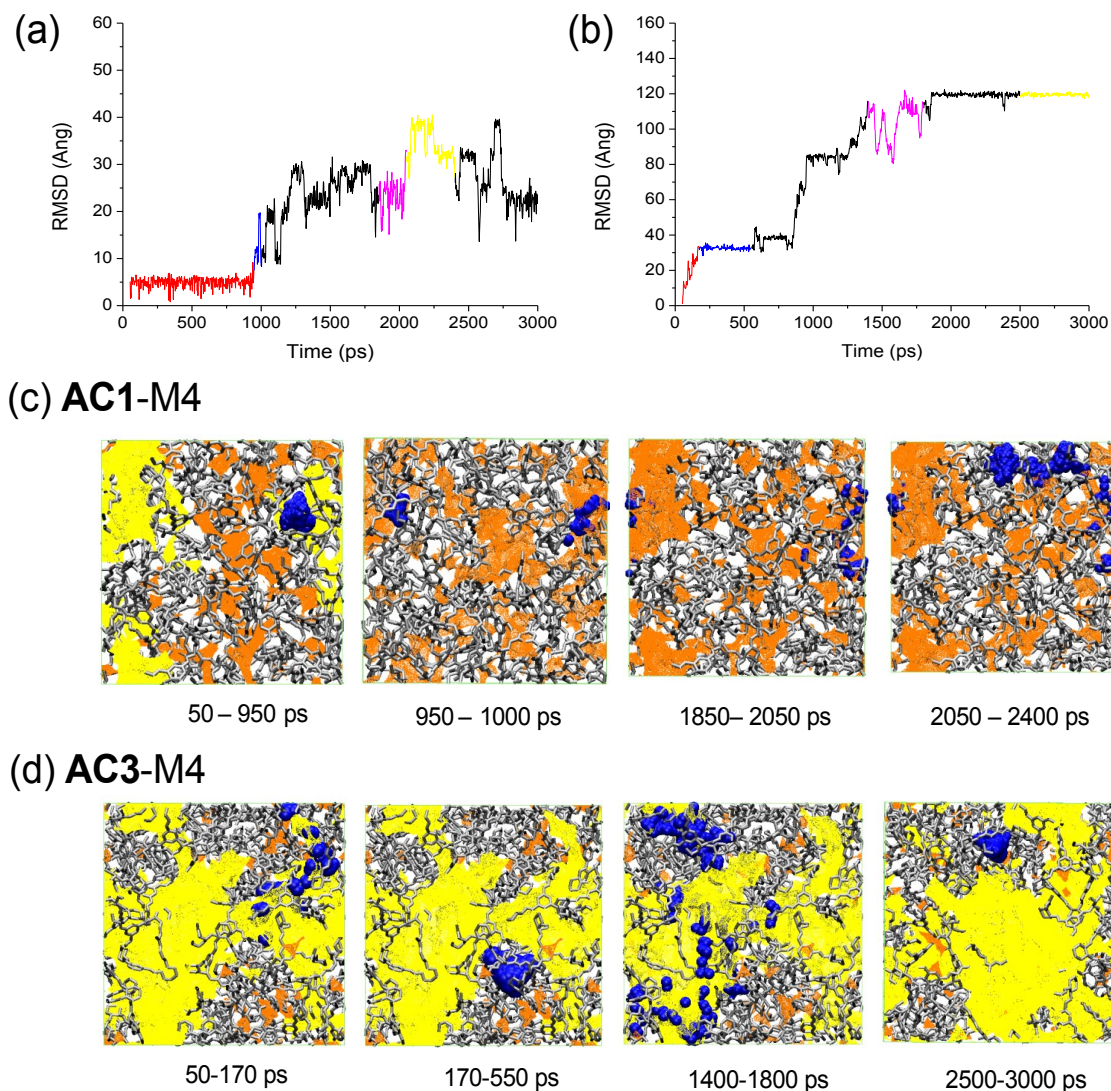 (a)
60
50
40
30
20
10
0
RMSD (Ang)
0 500 1000 1500 2000 2500 3000
Time (ps)
(b)
160
140
120
100
80
60
40
20
0
RMSD (Ang)
0 500 1000 1500 2000 2500 3000
Time (ps)
(c) AC1-M4
50 – 950 ps
950 – 1000 ps
1850– 2050 ps
2050 – 2400 ps
(d) AC3-M4
50-170 ps
170-550 ps
1400-1800 ps
2500-3000 ps